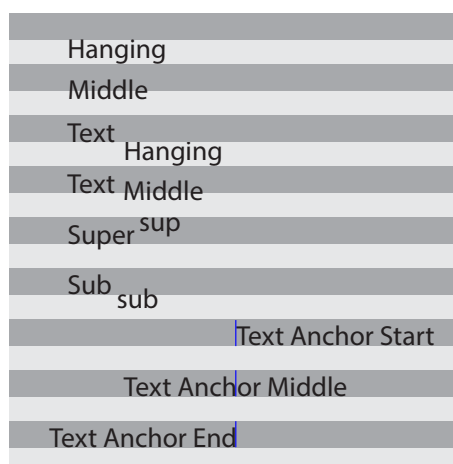 Hanging
Middle
Text Hanging
Text Middle
Super sup
Sub sub
Text Anchor Start
Text Anchor Middle
Text Anchor End